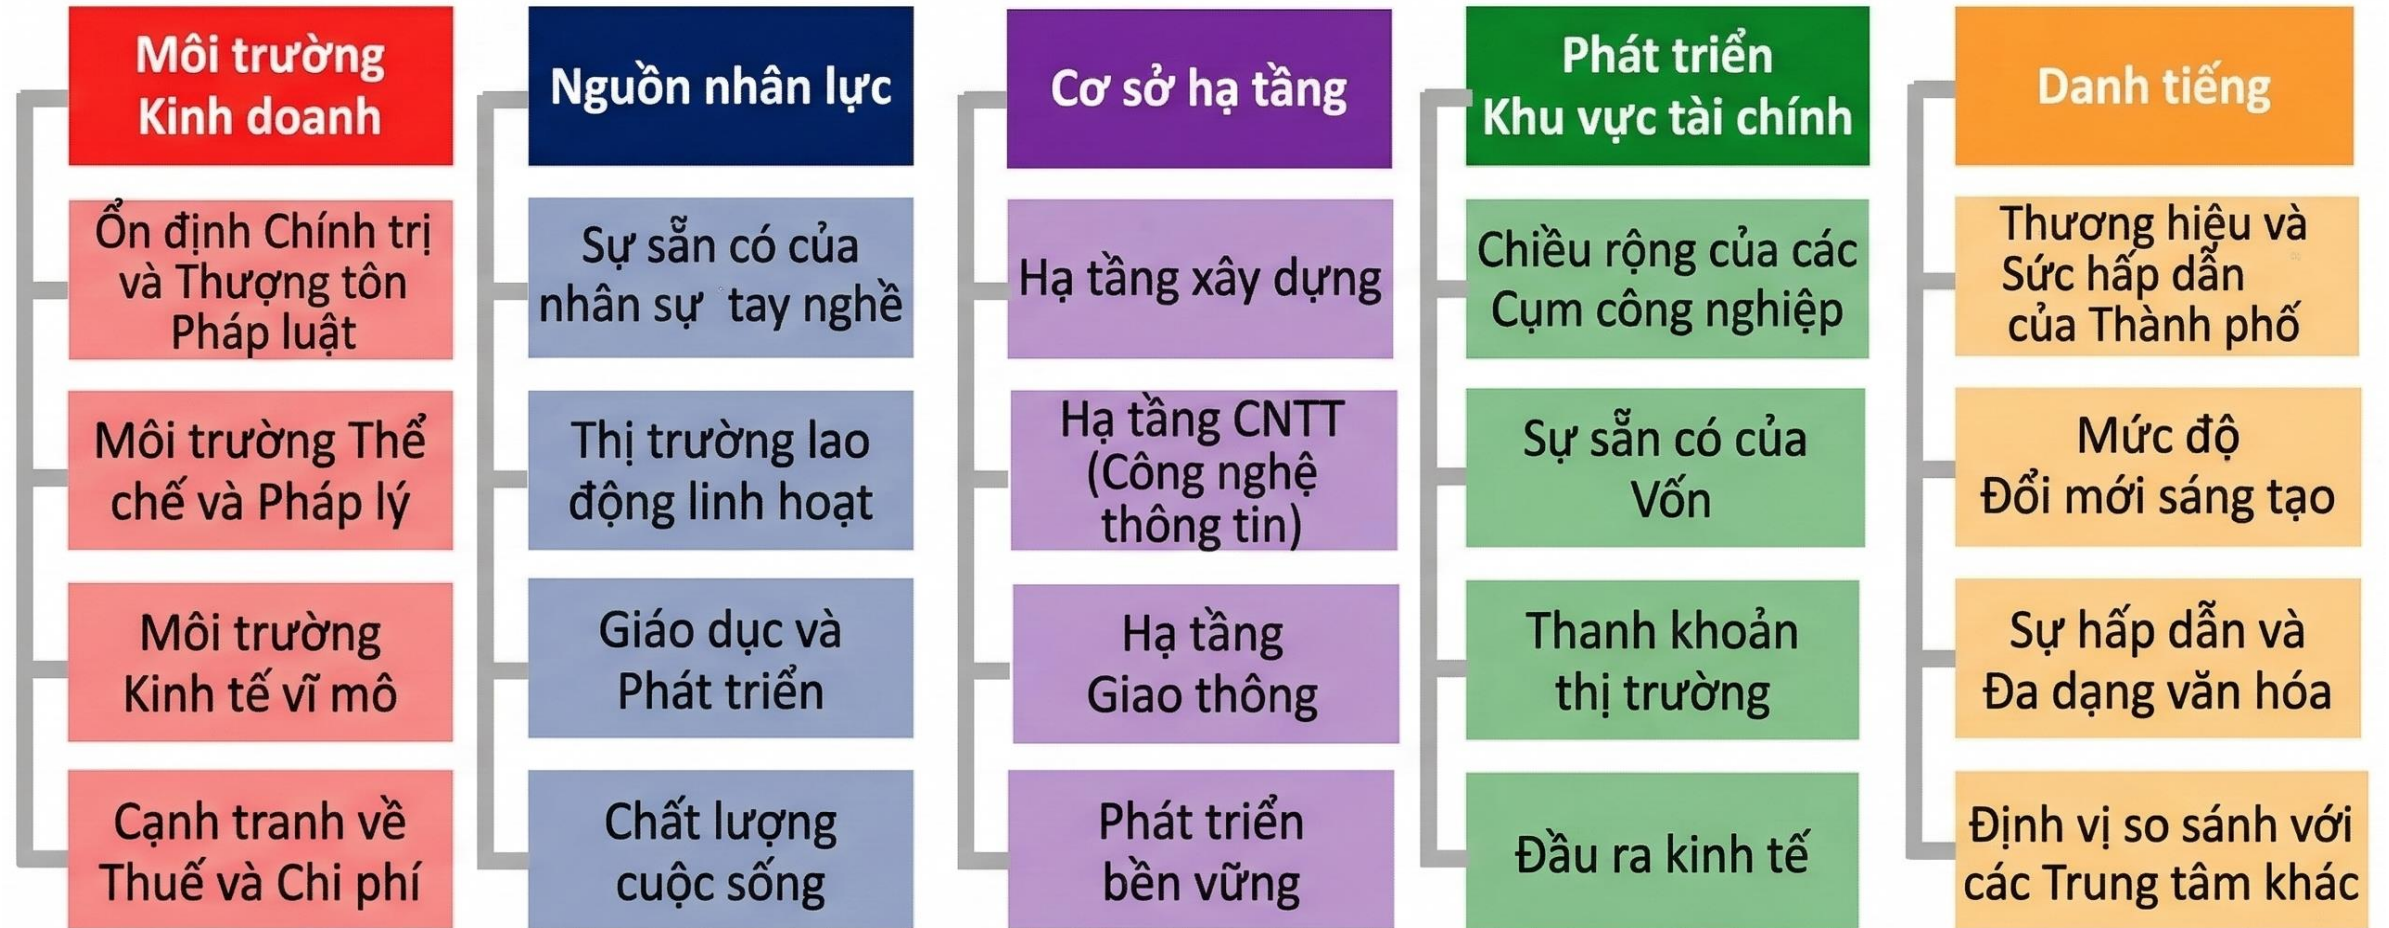 Môi trường
Kinh doanh
Ổn định Chính trị
và Thượng tôn
Pháp luật
Môi trường Thể
chế và Pháp lý
Môi trường
Kinh tế vĩ mô
Cạnh tranh về
Thuế và Chi phí
Nguồn nhân lực
Sự sẵn có của
nhân sự tay nghề
Thị trường lao
động linh hoạt
Giáo dục và
Phát triển
Chất lượng
cuộc sống
Cơ sở hạ tầng
Hạ tầng xây dựng
Hạ tầng CNTT
(Công nghệ
thông tin)
Hạ tầng
Giao thông
Phát triển
bền vững
Phát triển
Khu vực tài chính
Chiều rộng của các
Cụm công nghiệp
Sự sẵn có của
Vốn
Thanh khoản
thị trường
Đầu ra kinh tế
Danh tiếng
Thương hiệu và
Sức hấp dẫn
của Thành phố
Mức độ
Đổi mới sáng tạo
Sự hấp dẫn và
Đa dạng văn hóa
Định vị so sánh với
các Trung tâm khác